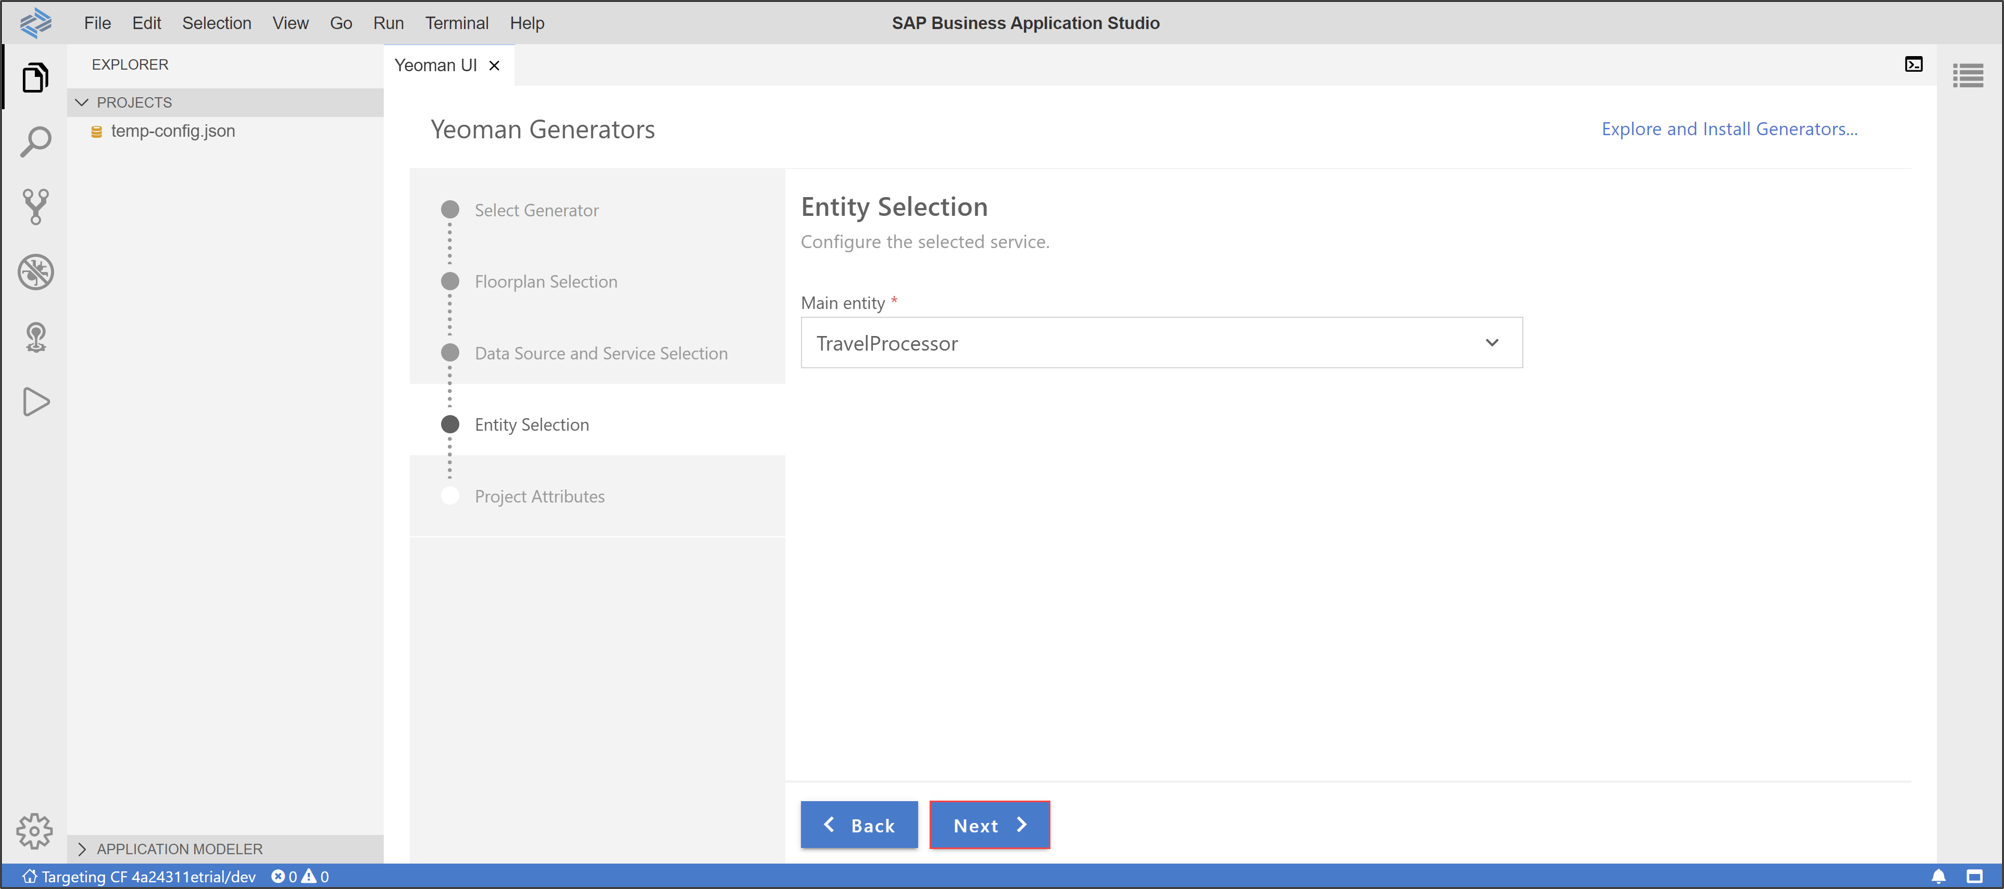 File Edit Selection View Go Run Terminal Help
SAP Business Application Studio
EXPLORER
PROJECTS
temp-config.json
APPLICATION MODELER
Yeoman UI
Yeoman Generators
Explore and Install Generators...
Select Generator
Floorplan Selection
Data Source and Service Selection
Entity Selection
Project Attributes
Entity Selection
Configure the selected service.
Main entity *
TravelProcessor
Back
Next
Targeting CF 4a24311etrial/dev 0 0